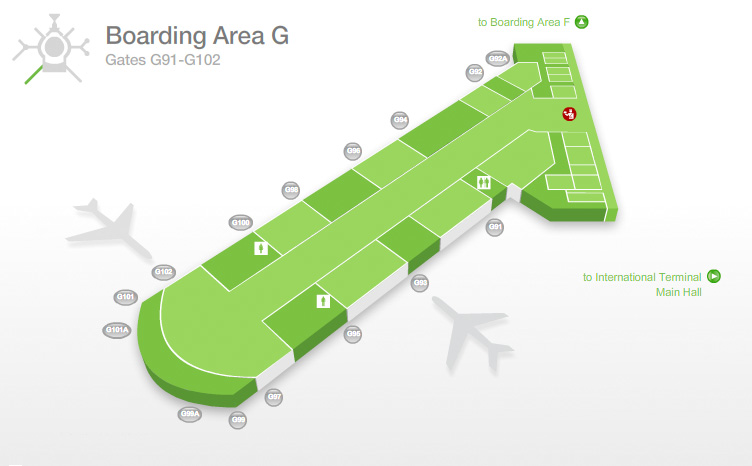 Boarding Area G
Gates G91-G102
to Boarding Area F
G92A
G92
G94
G96
G98
G100
G102
G101
G101A
G91
G93
G95
G97
G99
G98A
to International Terminal
Main Hall